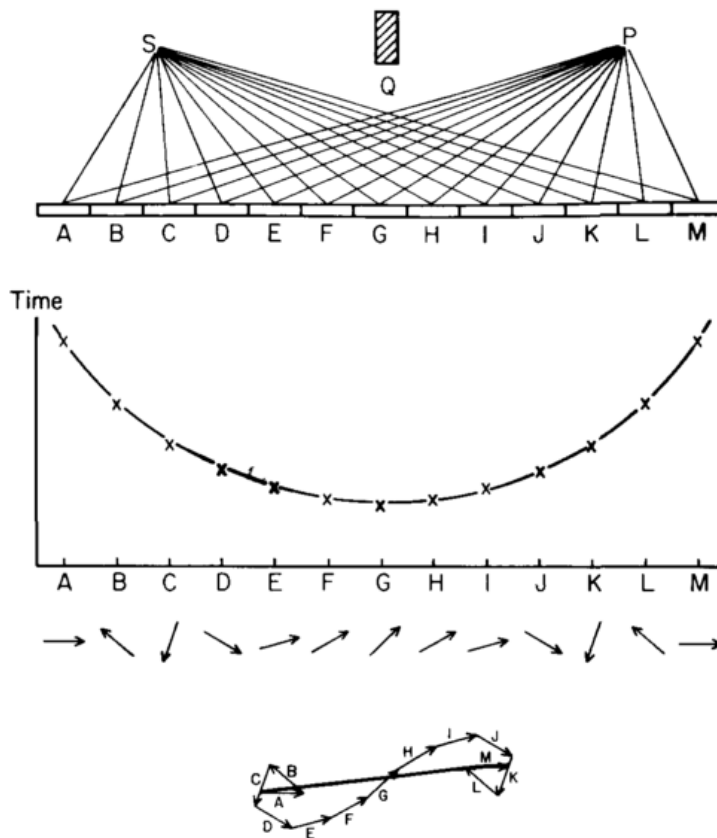 S P
Q
A B C D E F G H I J K L M
Time
A B C D E F G H I J K L M
H I J
C B M
A G L K
D E F